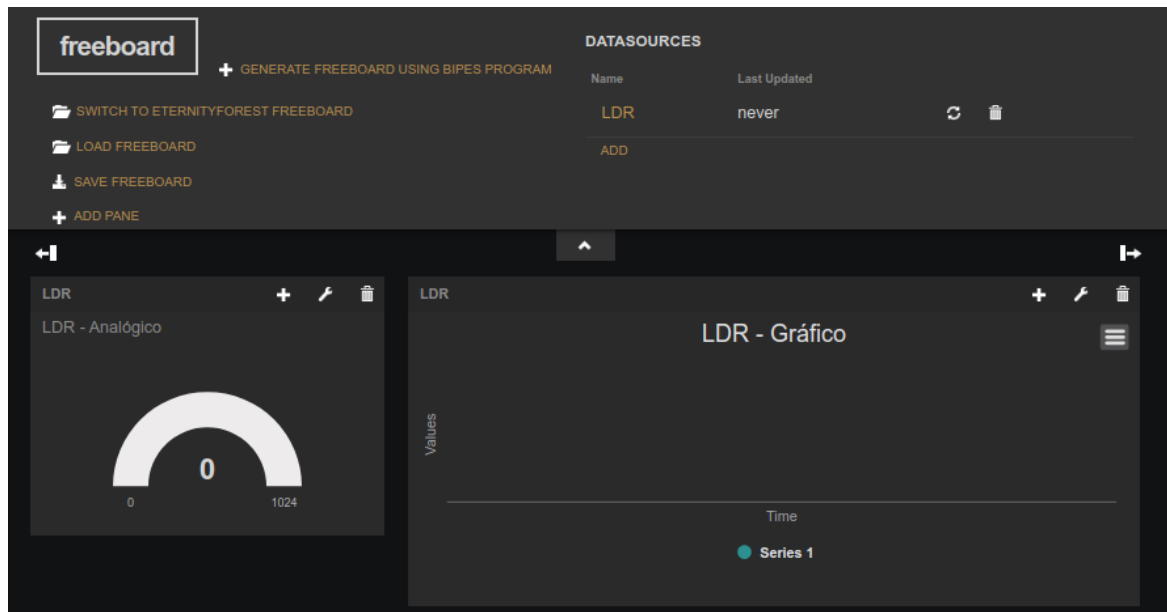 freeboard
GENERATE FREEBOARD USING BIPES PROGRAM
SWITCH TO ETERNITYFOREST FREEBOARD
LOAD FREEBOARD
SAVE FREEBOARD
ADD PANE
DATASOURCES
Name Last Updated
LDR never
ADD
LDR
LDR - Analógico
0
0 1024
LDR
LDR - Gráfico
Values
Time
Series 1